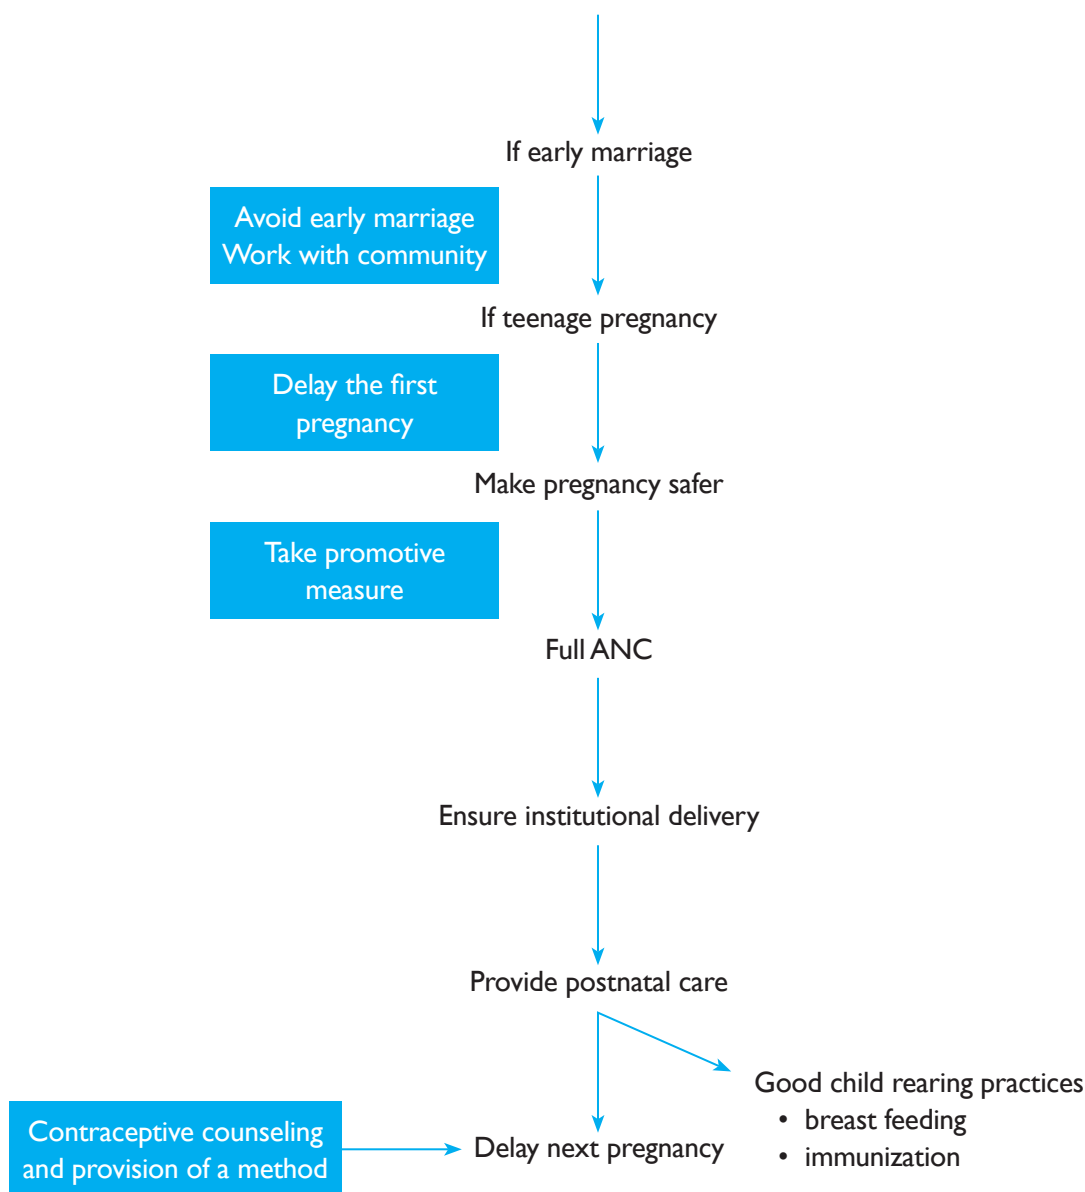 If early marriage
Avoid early marriage
Work with community
If teenage pregnancy
Delay the first
pregnancy
Make pregnancy safer
Take promotive
measure
Full ANC
Ensure institutional delivery
Provide postnatal care
Good child rearing practices
• breast feeding
• immunization
Contraceptive counseling
and provision of a method
Delay next pregnancy